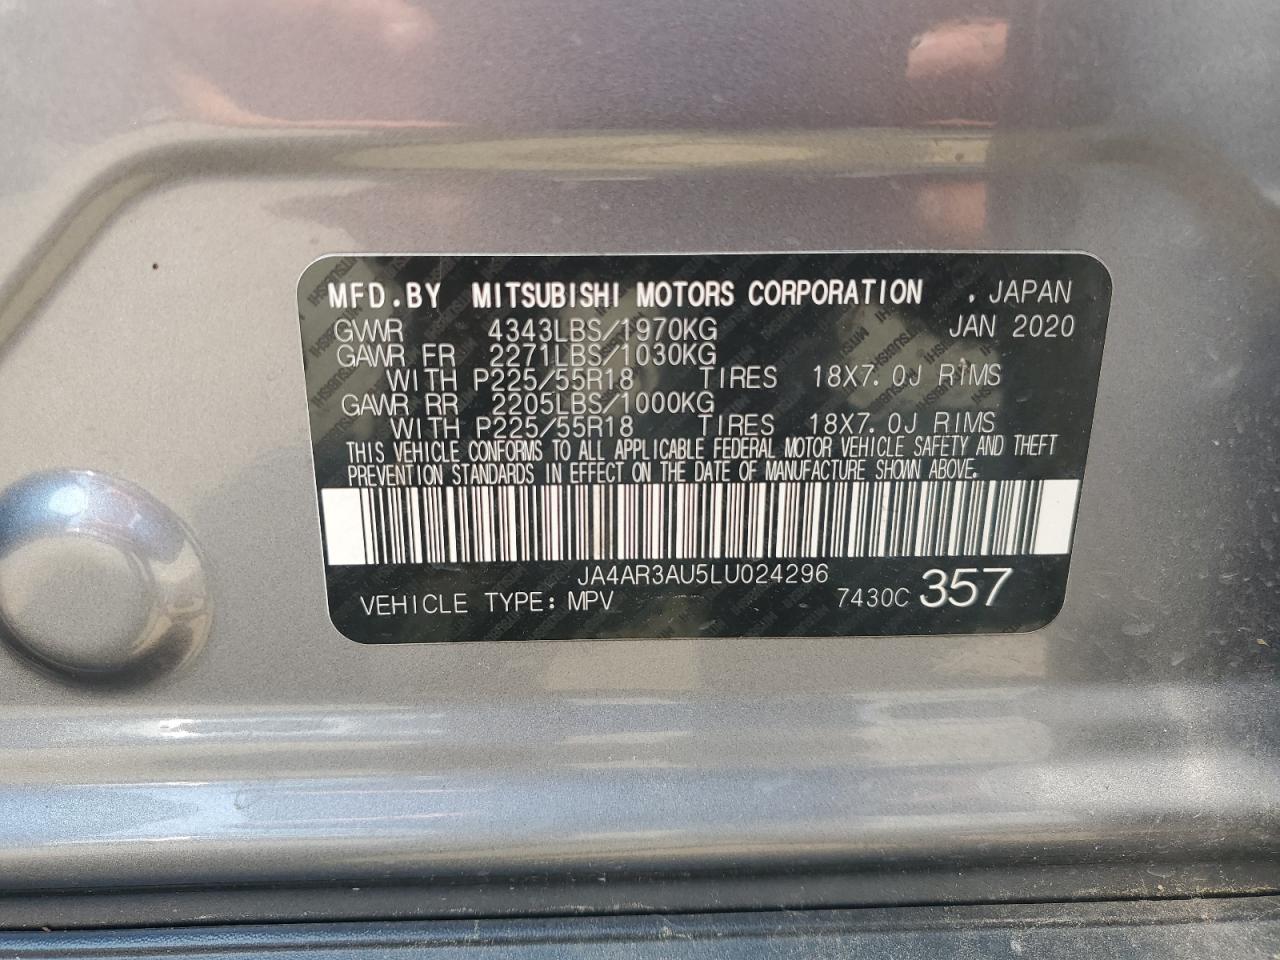 MFD.BY MITSUBISHI MOTORS CORPORATION . JAPAN
GVWR 4343LBS/1970KG JAN 2020
GAWR FR 2271LBS/1030KG
WITH P225/55R18 TIRES 18X7.0J RIMS
GAWR RR 2205LBS/1000KG
WITH P225/55R18 TIRES 18X7.0J RIMS
THIS VEHICLE CONFORMS TO ALL APPLICABLE FEDERAL MOTOR VEHICLE SAFETY AND THEFT
PREVENTION STANDARDS IN EFFECT ON THE DATE OF MANUFACTURE SHOWN ABOVE.
JA4AR3AU5LU024296
VEHICLE TYPE: MPV 7430C 357